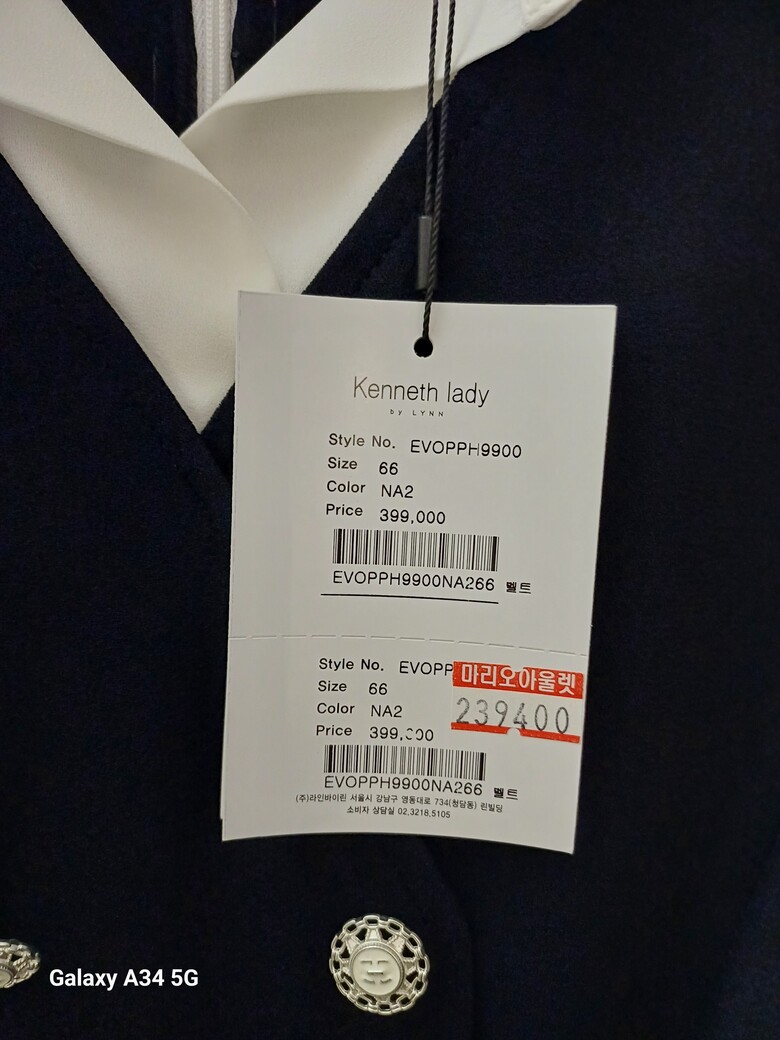 Kenneth lady
by LYNN
Style No. EVOPPH9900
Size 66
Color NA2
Price 399,000
EVOPPH9900NA266 벨트
Style No. EVOPP
마리오아울렛
Size 66
239400
Color NA2
Price 399,000
EVOPPH9900NA266 벨트
(주)라인바이린 서울시 강남구 영동대로 734(청담동) 린빌딩
소비자 상담실 02.3218.5105
Galaxy A34 5G